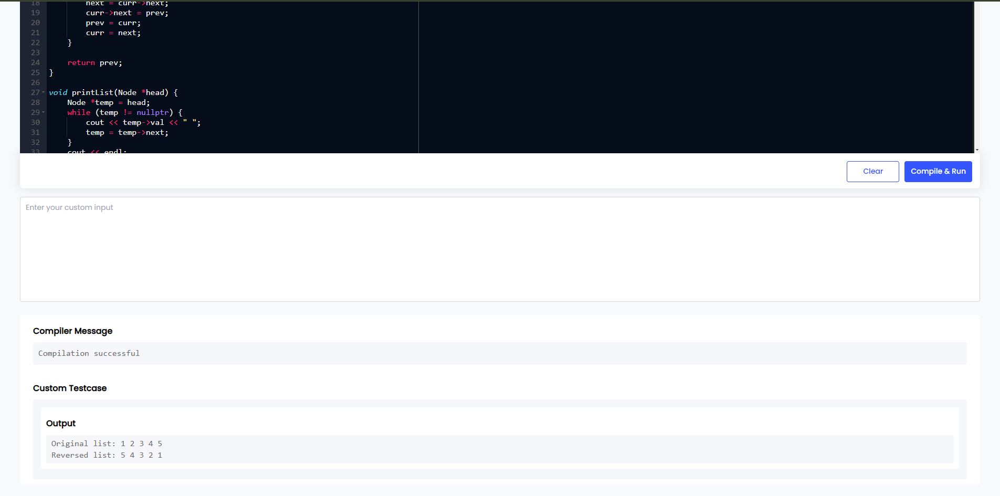 18 next = curr->next;
19 curr->next = prev;
20 prev = curr;
21 curr = next;
22 }
23
24 return prev;
25 }
26
27 void printList(Node *head) {
28 Node *temp = head;
29 while (temp != nullptr) {
30 cout << temp->val << " ";
31 temp = temp->next;
32 }
33 cout << endl;
Clear
Compile & Run
Enter your custom input
Compiler Message
Compilation successful
Custom Testcase
Output
Original list: 1 2 3 4 5
Reversed list: 5 4 3 2 1